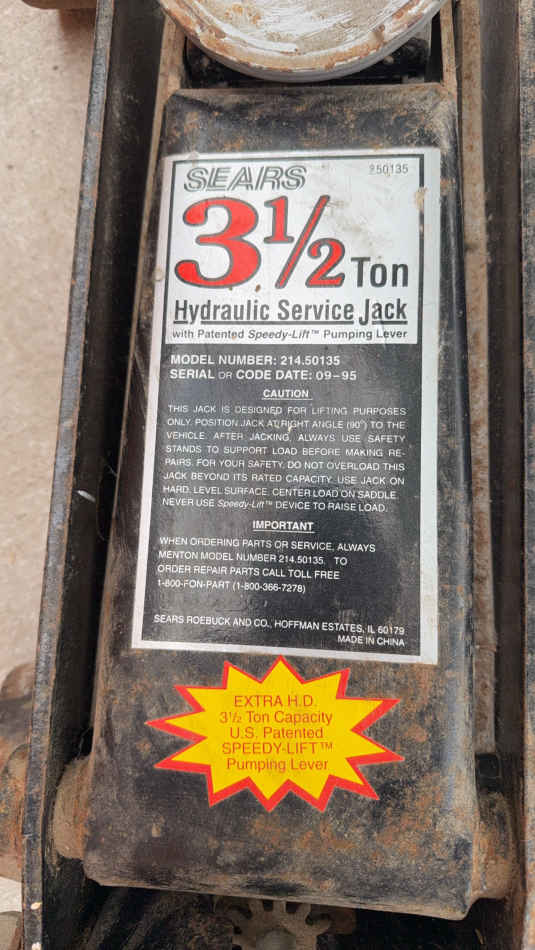 SEARS
250135
3 1/2 Ton
Hydraulic Service Jack
with Patented Speedy-Lift™ Pumping Lever
MODEL NUMBER: 214.50135
SERIAL OR CODE DATE: 09-95
CAUTION
THIS JACK IS DESIGNED FOR LIFTING PURPOSES
ONLY. POSITION JACK AT RIGHT ANGLE (90°) TO THE
VEHICLE. AFTER JACKING, ALWAYS USE SAFETY
STANDS TO SUPPORT LOAD BEFORE MAKING RE-
PAIRS. FOR YOUR SAFETY, DO NOT OVERLOAD THIS
JACK BEYOND ITS RATED CAPACITY. USE JACK ON
HARD, LEVEL SURFACE. CENTER LOAD ON SADDLE.
NEVER USE Speedy-Lift™ DEVICE TO RAISE LOAD.
IMPORTANT
WHEN ORDERING PARTS OR SERVICE, ALWAYS
MENTON MODEL NUMBER 214.50135. TO
ORDER REPAIR PARTS CALL TOLL FREE
1-800-FON-PART (1-800-366-7278)
SEARS ROEBUCK AND CO., HOFFMAN ESTATES, IL 60179
MADE IN CHINA
EXTRA H.D.
3 1/2 Ton Capacity
U.S. Patented
SPEEDY-LIFT™
Pumping Lever